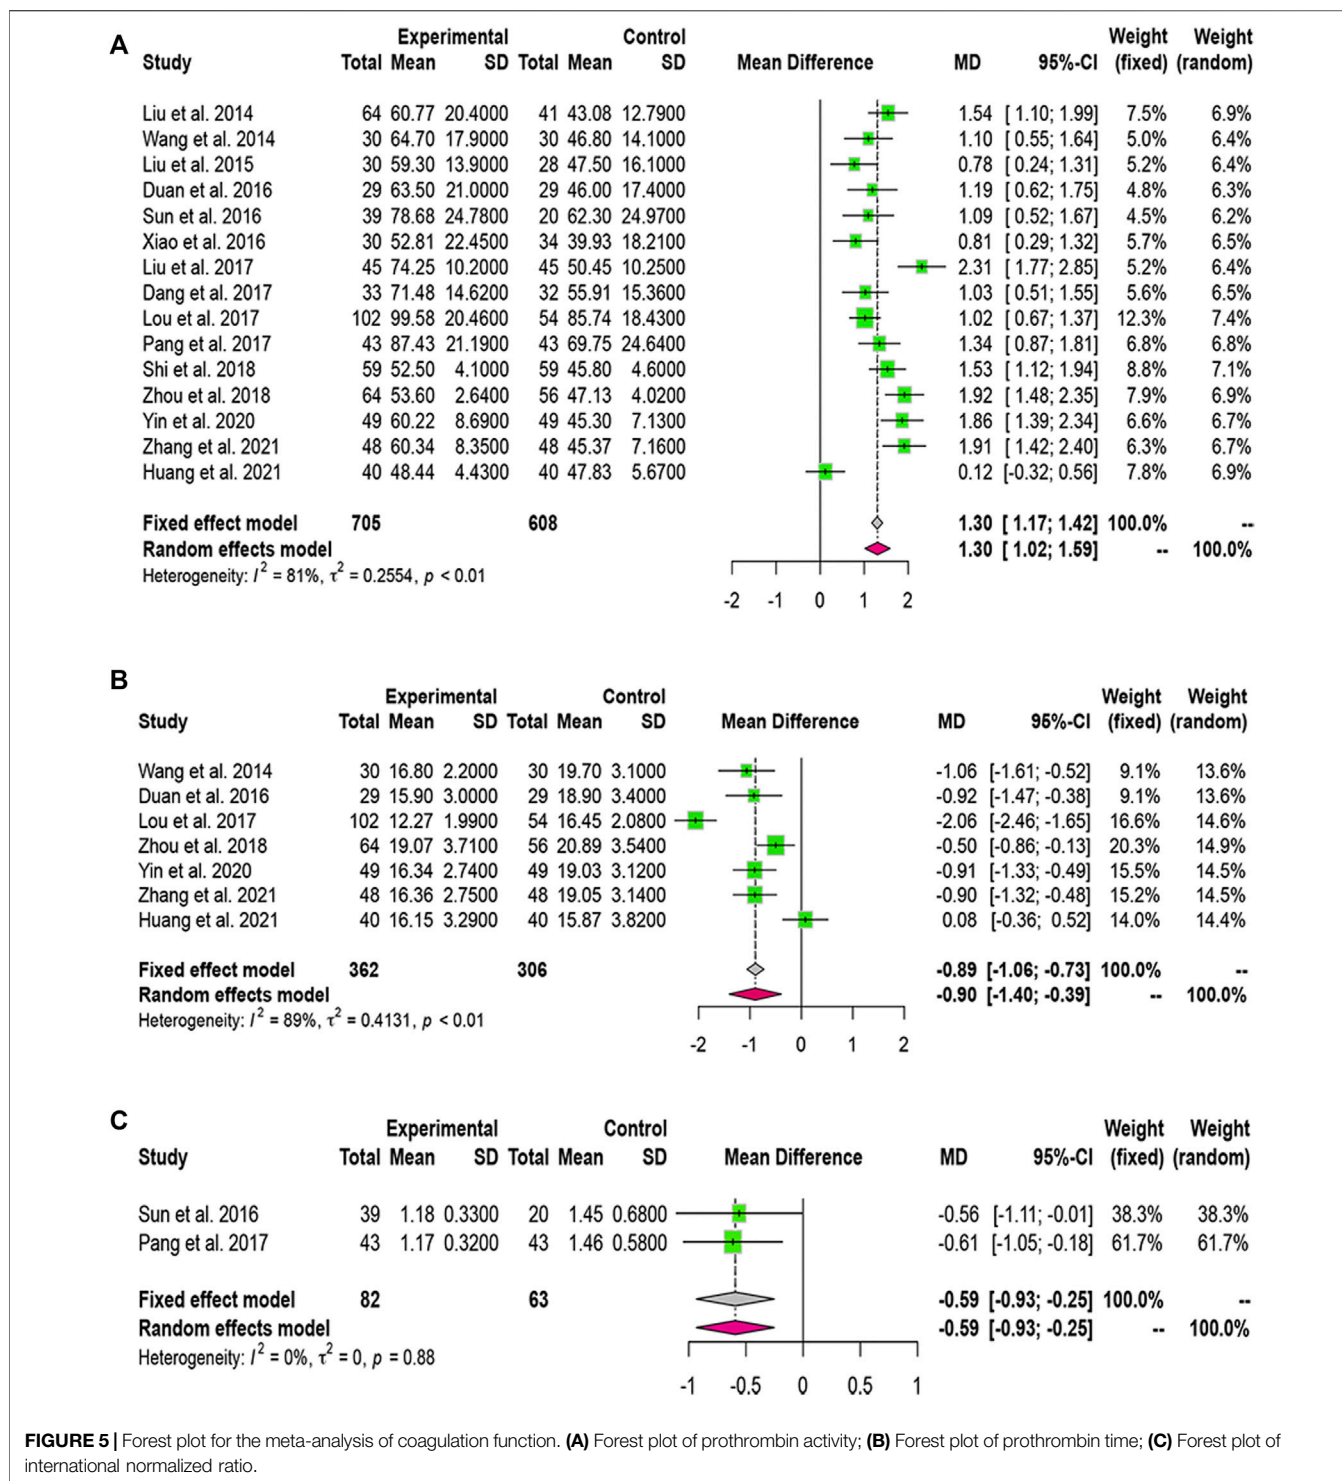 A
Experimental Control Weight Weight
Study Total Mean SD Total Mean SD Mean Difference MD 95%-CI (fixed) (random)
Liu et al. 2014 64 60.77 20.4000 41 43.08 12.7900 1.54 [ 1.10; 1.99] 7.5% 6.9%
Wang et al. 2014 30 64.70 17.9000 30 46.80 14.1000 1.10 [ 0.55; 1.64] 5.0% 6.4%
Liu et al. 2015 30 59.30 13.9000 28 47.50 16.1000 0.78 [ 0.24; 1.31] 5.2% 6.4%
Duan et al. 2016 29 63.50 21.0000 29 46.00 17.4000 1.19 [ 0.62; 1.75] 4.8% 6.3%
Sun et al. 2016 39 78.68 24.7800 20 62.30 24.9700 1.09 [ 0.52; 1.67] 4.5% 6.2%
Xiao et al. 2016 30 52.81 22.4500 34 39.93 18.2100 0.81 [ 0.29; 1.32] 5.7% 6.5%
Liu et al. 2017 45 74.25 10.2000 45 50.45 10.2500 2.31 [ 1.77; 2.85] 5.2% 6.4%
Dang et al. 2017 33 71.48 14.6200 32 55.91 15.3600 1.03 [ 0.51; 1.55] 5.6% 6.5%
Lou et al. 2017 102 99.58 20.4600 54 85.74 18.4300 1.02 [ 0.67; 1.37] 12.3% 7.4%
Pang et al. 2017 43 87.43 21.1900 43 69.75 24.6400 1.34 [ 0.87; 1.81] 6.8% 6.8%
Shi et al. 2018 59 52.50 4.1000 59 45.80 4.6000 1.53 [ 1.12; 1.94] 8.8% 7.1%
Zhou et al. 2018 64 53.60 2.6400 56 47.13 4.0200 1.92 [ 1.48; 2.35] 7.9% 6.9%
Yin et al. 2020 49 60.22 8.6900 49 45.30 7.1300 1.86 [ 1.39; 2.34] 6.6% 6.7%
Zhang et al. 2021 48 60.34 8.3500 48 45.37 7.1600 1.91 [ 1.42; 2.40] 6.3% 6.7%
Huang et al. 2021 40 48.44 4.4300 40 47.83 5.6700 0.12 [-0.32; 0.56] 7.8% 6.9%
Fixed effect model 705 608 1.30 [ 1.17; 1.42] 100.0% --
Random effects model 1.30 [ 1.02; 1.59] -- 100.0%
Heterogeneity: I² = 81%, τ² = 0.2554, p < 0.01
-2 -1 0 1 2
B
Experimental Control Weight Weight
Study Total Mean SD Total Mean SD Mean Difference MD 95%-CI (fixed) (random)
Wang et al. 2014 30 16.80 2.2000 30 19.70 3.1000 -1.06 [-1.61; -0.52] 9.1% 13.6%
Duan et al. 2016 29 15.90 3.0000 29 18.90 3.4000 -0.92 [-1.47; -0.38] 9.1% 13.6%
Lou et al. 2017 102 12.27 1.9900 54 16.45 2.0800 -2.06 [-2.46; -1.65] 16.6% 14.6%
Zhou et al. 2018 64 19.07 3.7100 56 20.89 3.5400 -0.50 [-0.86; -0.13] 20.3% 14.9%
Yin et al. 2020 49 16.34 2.7400 49 19.03 3.1200 -0.91 [-1.33; -0.49] 15.5% 14.5%
Zhang et al. 2021 48 16.36 2.7500 48 19.05 3.1400 -0.90 [-1.32; -0.48] 15.2% 14.5%
Huang et al. 2021 40 16.15 3.2900 40 15.87 3.8200 0.08 [-0.36; 0.52] 14.0% 14.4%
Fixed effect model 362 306 -0.89 [-1.06; -0.73] 100.0% --
Random effects model -0.90 [-1.40; -0.39] -- 100.0%
Heterogeneity: I² = 89%, τ² = 0.4131, p < 0.01
-2 -1 0 1 2
C
Experimental Control Weight Weight
Study Total Mean SD Total Mean SD Mean Difference MD 95%-CI (fixed) (random)
Sun et al. 2016 39 1.18 0.3300 20 1.45 0.6800 -0.56 [-1.11; -0.01] 38.3% 38.3%
Pang et al. 2017 43 1.17 0.3200 43 1.46 0.5800 -0.61 [-1.05; -0.18] 61.7% 61.7%
Fixed effect model 82 63 -0.59 [-0.93; -0.25] 100.0% --
Random effects model -0.59 [-0.93; -0.25] -- 100.0%
Heterogeneity: I² = 0%, τ² = 0, p = 0.88
-1 -0.5 0 0.5 1
FIGURE 5 | Forest plot for the meta-analysis of coagulation function. (A) Forest plot of prothrombin activity; (B) Forest plot of prothrombin time; (C) Forest plot of
international normalized ratio.